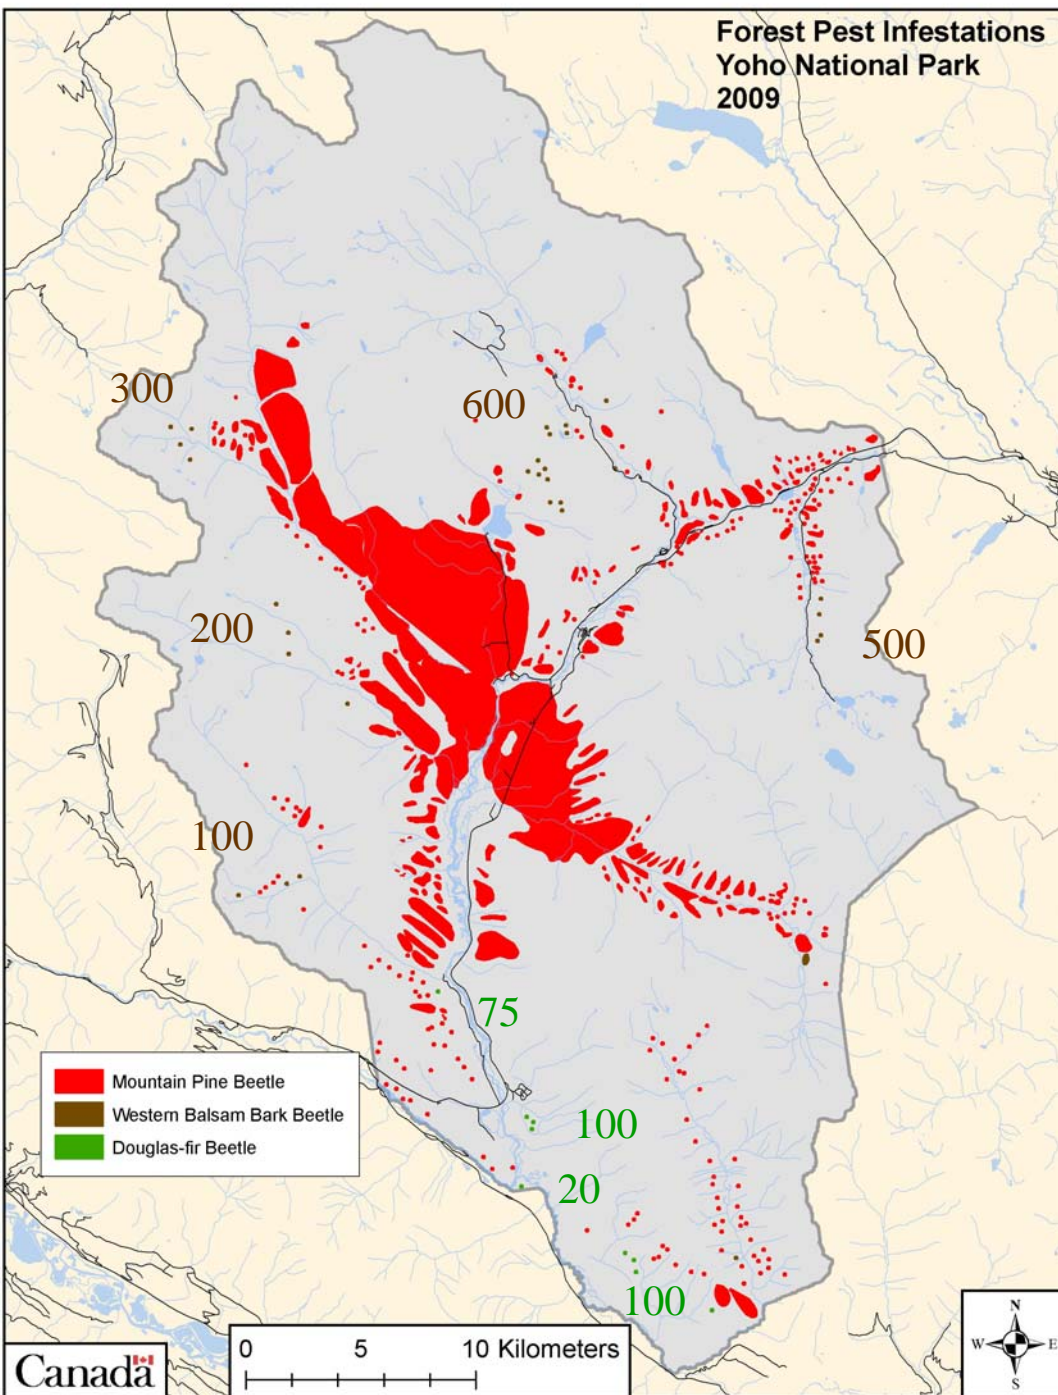 Forest Pest Infestations
Yoho National Park
2009
300
600
200
500
100
75
Mountain Pine Beetle
Western Balsam Bark Beetle
Douglas-fir Beetle
100
20
100
0 5 10 Kilometers
Canada
N
W E
S